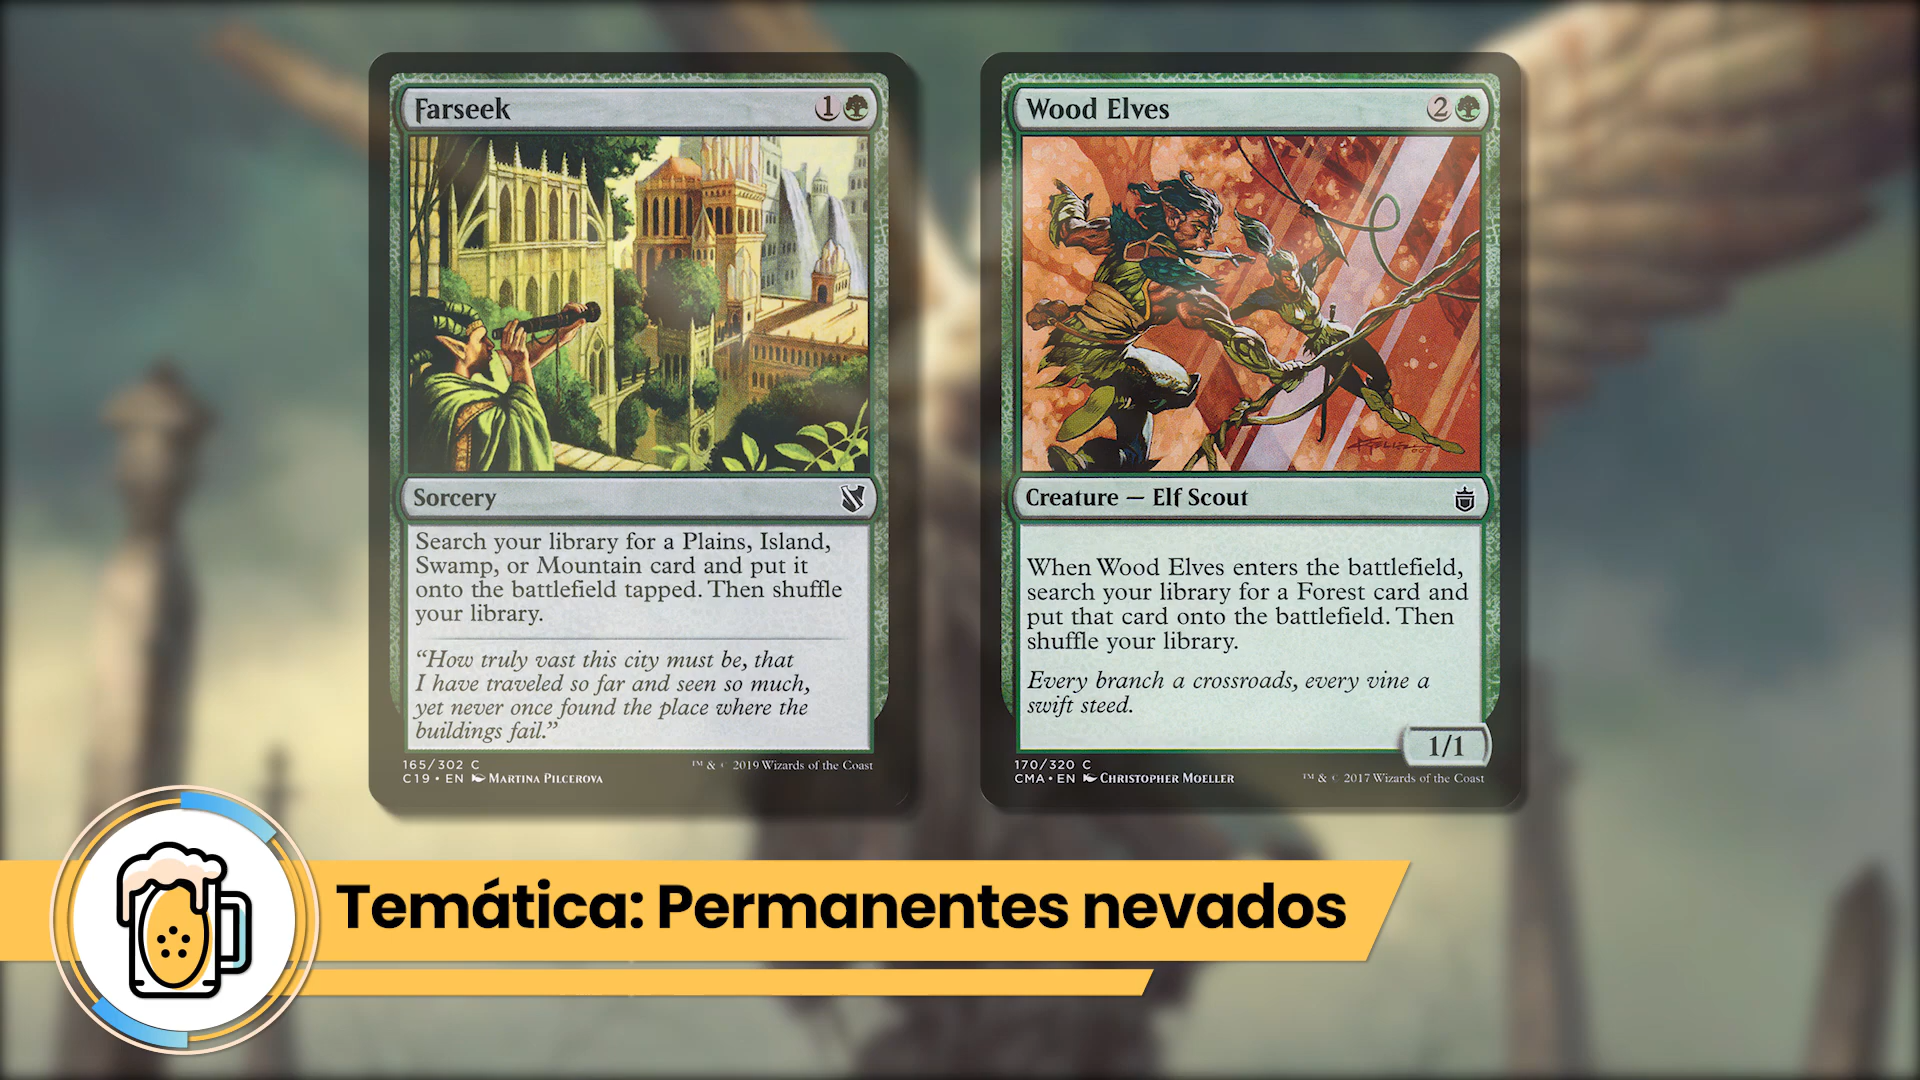 Farseek
1
Sorcery
Search your library for a Plains, Island,
Swamp, or Mountain card and put it
onto the battlefield tapped. Then shuffle
your library.
“How truly vast this city must be, that
I have traveled so far and seen so much,
yet never once found the place where the
buildings fail.”
165/302 C
C19 • EN MARTINA PILCEROVA
™ & © 2019 Wizards of the Coast
Wood Elves
2
Creature — Elf Scout
When Wood Elves enters the battlefield,
search your library for a Forest card and
put that card onto the battlefield. Then
shuffle your library.
Every branch a crossroads, every vine a
swift steed.
1/1
170/320 C
CMA • EN CHRISTOPHER MOELLER
™ & © 2017 Wizards of the Coast
Temática: Permanentes nevados